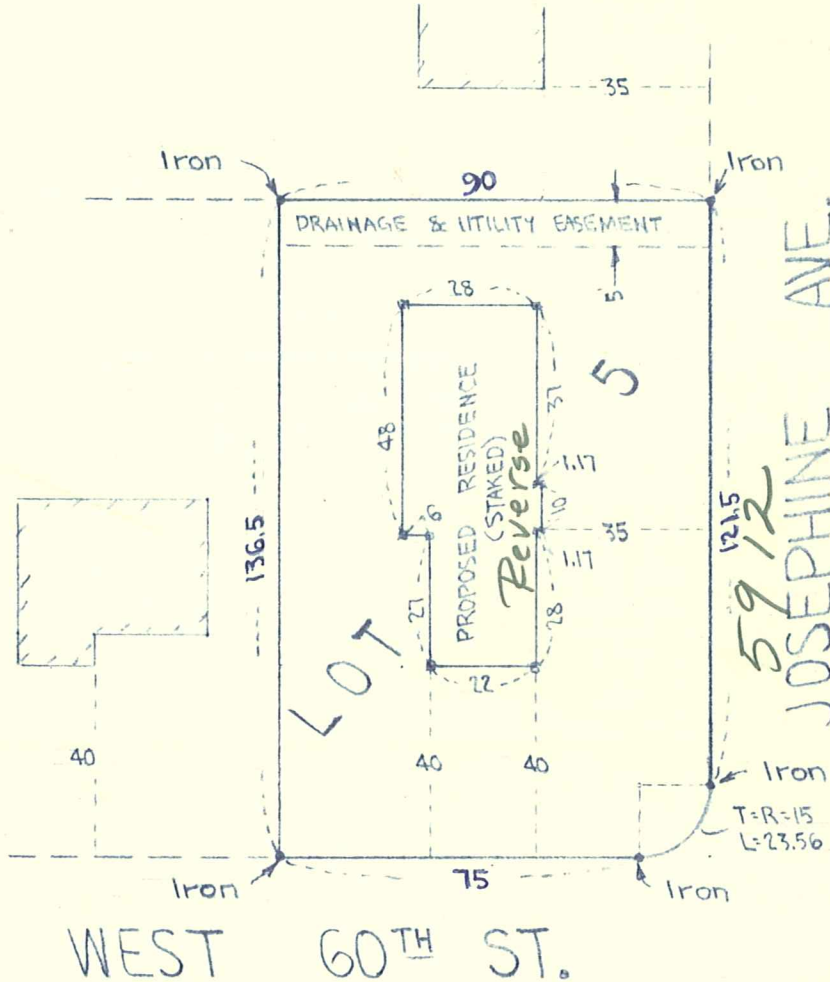 35
Iron
90
Iron
DRAINAGE & UTILITY EASEMENT
5
28
48
37
5
PROPOSED RESIDENCE
(STAKED)
Reverse
1.17
10
1.17
6
35
136.5
121.5
5912
JOSEPHINE AVE.
27
28
22
LOT
40
40
40
Iron
T=R=15
L=23.56
75
Iron
Iron
WEST 60TH ST.